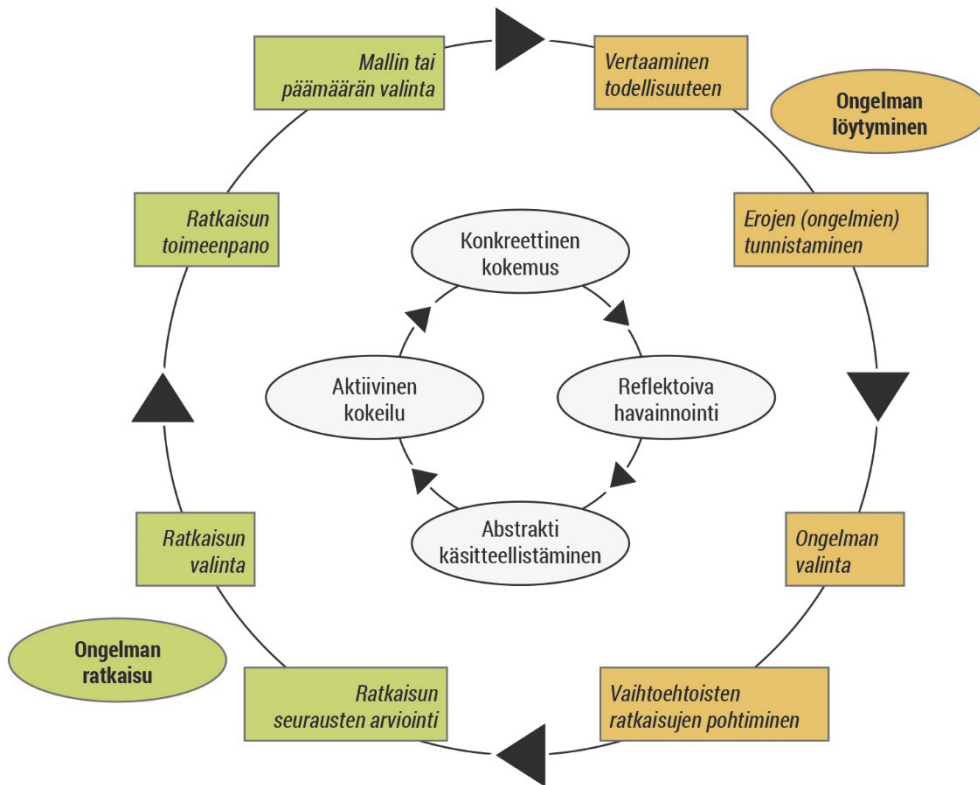 Mallin tai
päämäärän valinta
Vertaaminen
todellisuuteen
Ongelman
löytyminen
Ratkaisun
toimeenpano
Erojen (ongelmien)
tunnistaminen
Konkreettinen
kokemus
Aktiivinen
kokeilu
Reflektoiva
havainnointi
Abstrakti
käsitteellistäminen
Ratkaisun
valinta
Ongelman
valinta
Ongelman
ratkaisu
Ratkaisun
seurausten arviointi
Vaihtoehtoisten
ratkaisujen pohtiminen